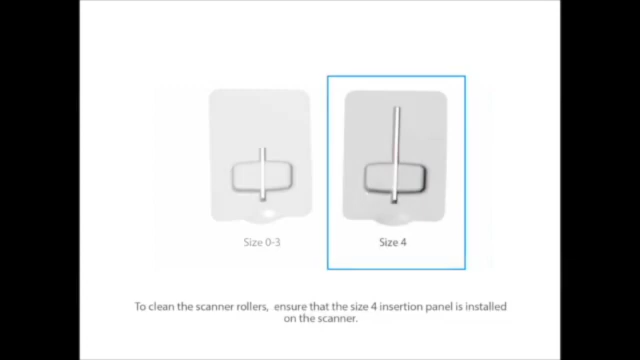 Size 0-3
Size 4
To clean the scanner rollers, ensure that the size 4 insertion panel is installed
on the scanner.